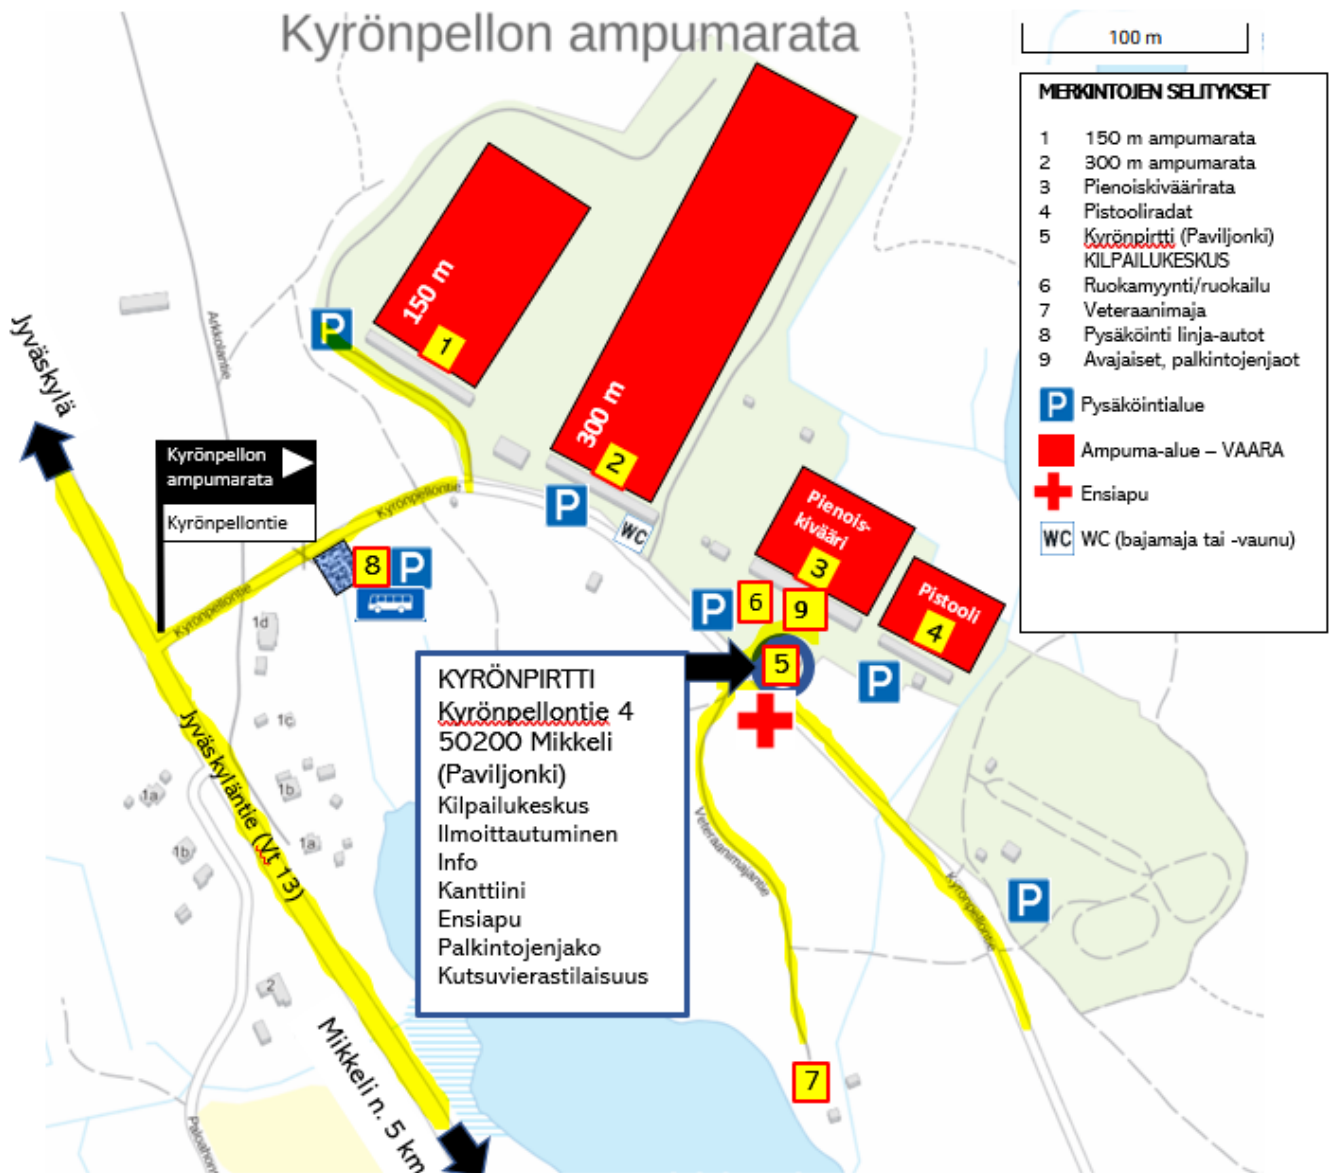 Kyrönpellon ampumarata
100 m
MERKINTOJEN SELITYKSET
1 150 m ampumarata
2 300 m ampumarata
3 Pienoiskiväärirata
4 Pistooliradat
5 Kyrönpirtti (Paviljonki)
KILPAILUKESKUS
6 Ruokamyynti/ruokailu
7 Veteraanimaja
8 Pysäköinti linja-autot
9 Avajaiset, palkintojenjaot
P Pysäköintialue
Ampuma-alue – VAARA
Ensiapu
WC WC (bajamaja tai -vaunu)
150 m
1
300 m
2
P
Arkkolantie
Jyväskylä
Kyrönpellon
ampumarata
Kyrönpellontie
Kyrönpellontie
P
WC
Pienois-
kivääri
3
Pistooli
4
8
P
Kyrönpellontie
P
6
9
5
P
1d
1c
1b
1a
1a
1b
2
Jyväskyläntie (Vt 13)
KYRÖNPIRTTI
Kyrönpellontie 4
50200 Mikkeli
(Paviljonki)
Kilpailukeskus
Ilmoittautuminen
Info
Kanttiini
Ensiapu
Palkintojenjako
Kutsuvierastilaisuus
Veteraanimajantie
Kyrönpellontie
P
7
Mikkeli n. 5 km